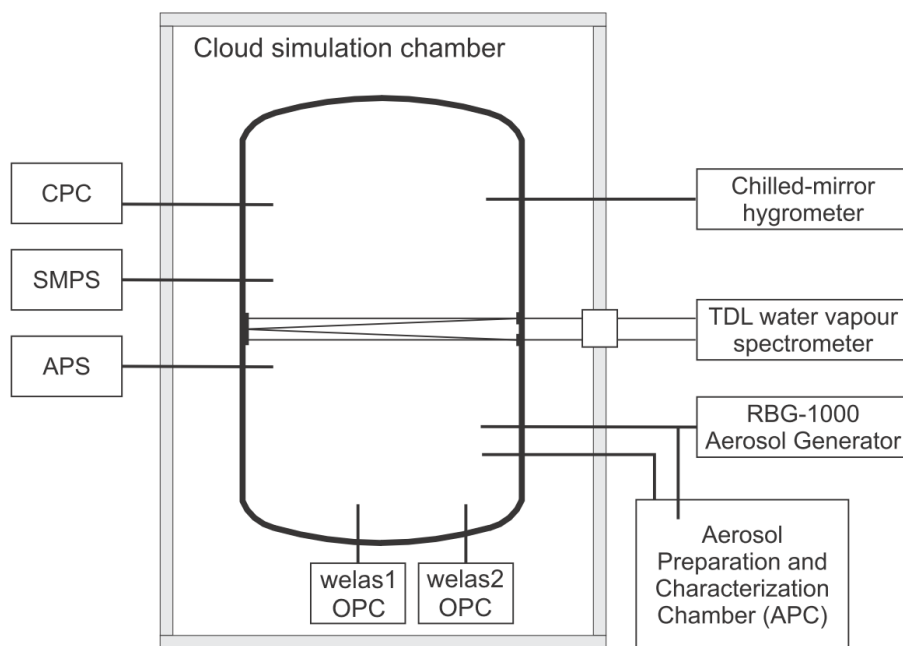 Cloud simulation chamber
CPC
SMPS
APS
Chilled-mirror
hygrometer
TDL water vapour
spectrometer
RBG-1000
Aerosol Generator
Aerosol
Preparation and
Characterization
Chamber (APC)
welas1
OPC
welas2
OPC